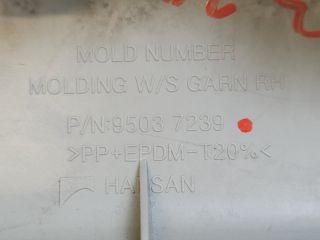 MOLD NUMBER
MOLDING W/S GARN RH
P/N:9503 7239
>PP+EPDM-T20%<
HANSAN